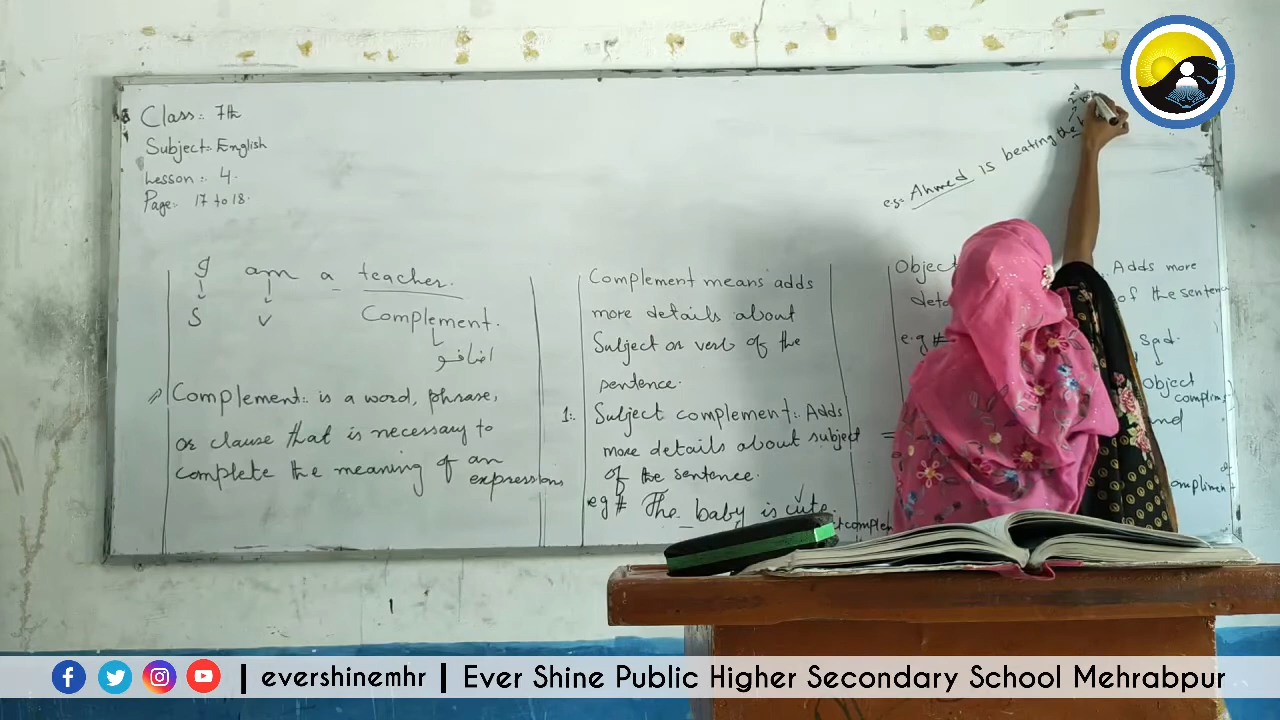 Class:. 7th
Subject:. English
Lesson:. 4.
Page:. 17 to 18.
I am a teacher.
S V Complement.
اضافو
Complement:. is a word, phrase,
or clause that is necessary to
complete the meaning of an
expressions
Complement means adds
more details about
Subject or verb of the
sentence.
1:. Subject complement:. Adds
more details about subject
of the sentence.
eg # The baby is cute.
e.g:- Ahmed is beating the
Object Adds more
of the sentence
e.g # Sad.
Object
| evershinemhr | Ever Shine Public Higher Secondary School Mehrabpur